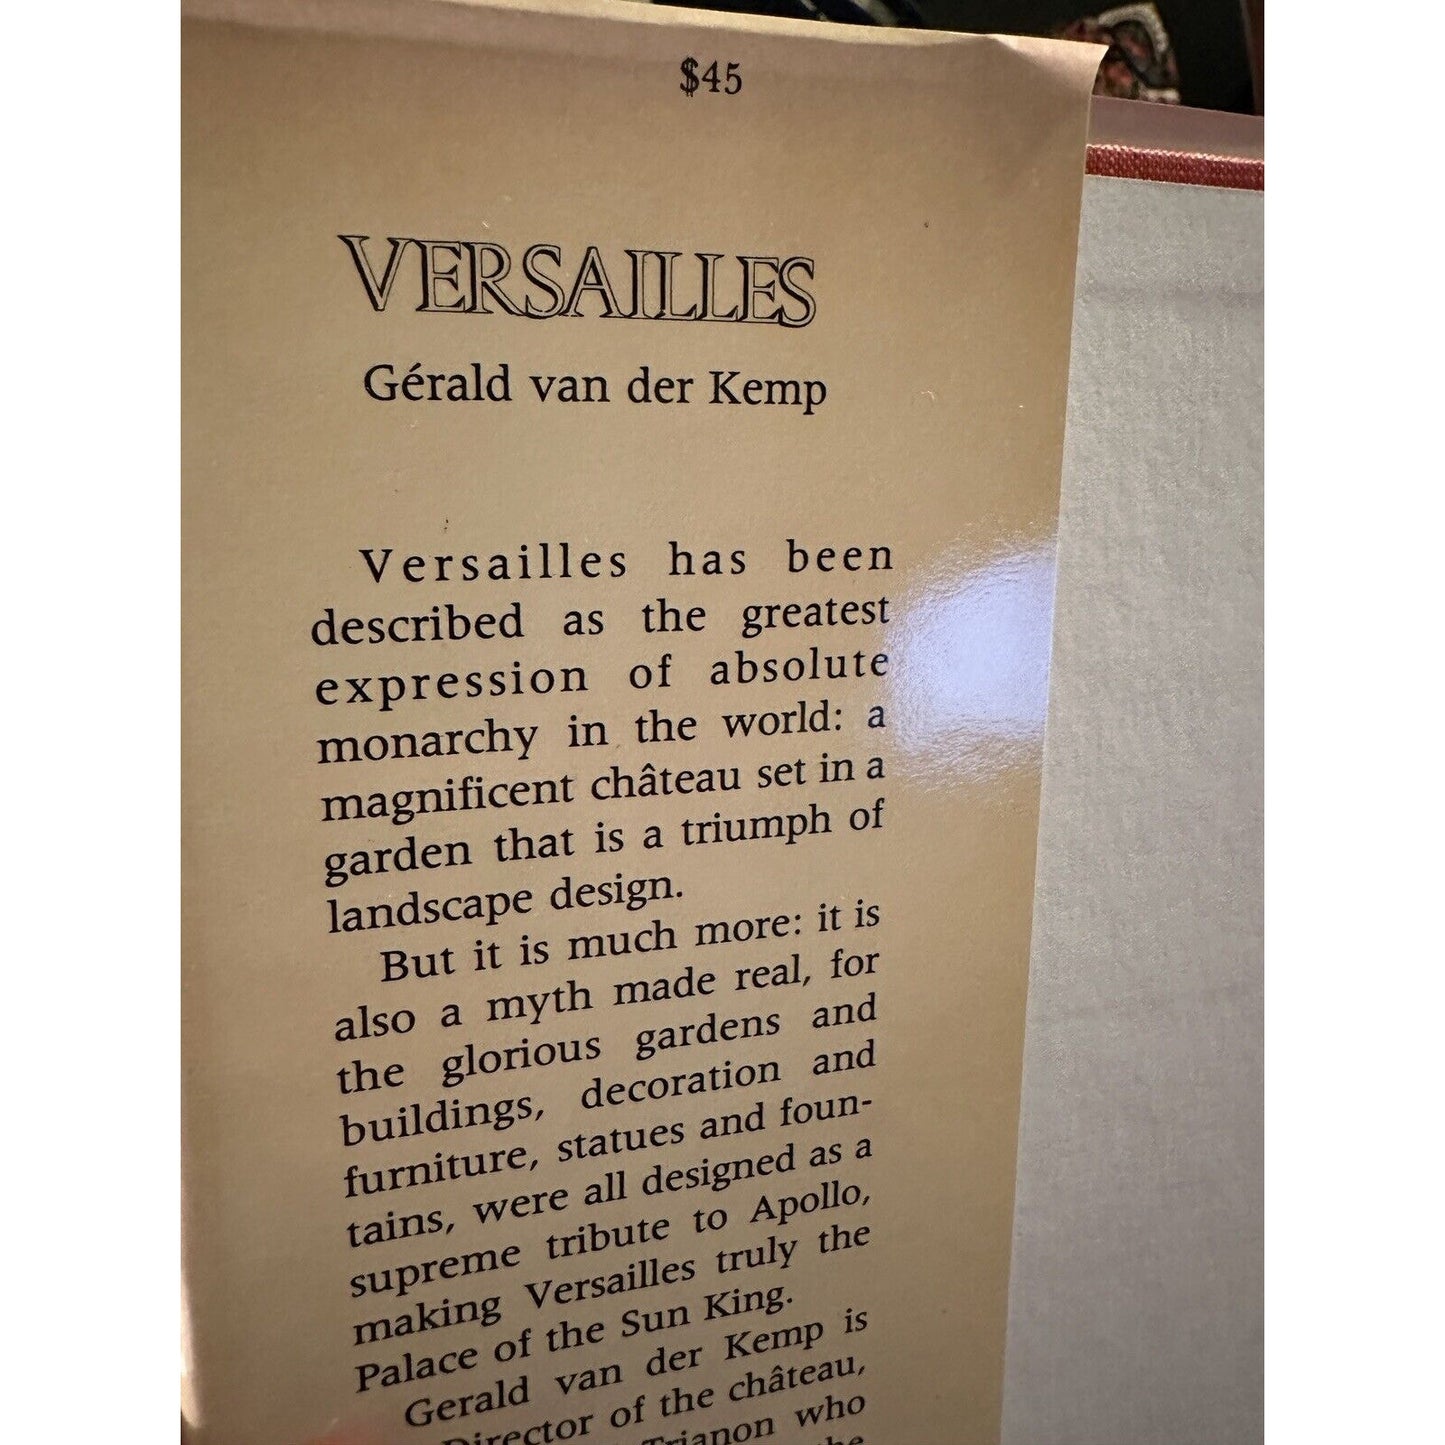 $45
VERSAILLES
Gérald van der Kemp
Versailles has been
described as the greatest
expression of absolute
monarchy in the world: a
magnificent château set in a
garden that is a triumph of
landscape design.
But it is much more: it is
also a myth made real, for
the glorious gardens and
buildings, decoration and
furniture, statues and foun-
tains, were all designed as a
supreme tribute to Apollo,
making Versailles truly the
Palace of the Sun King.
Gerald van der Kemp is
Director of the château,
Trianon who
the